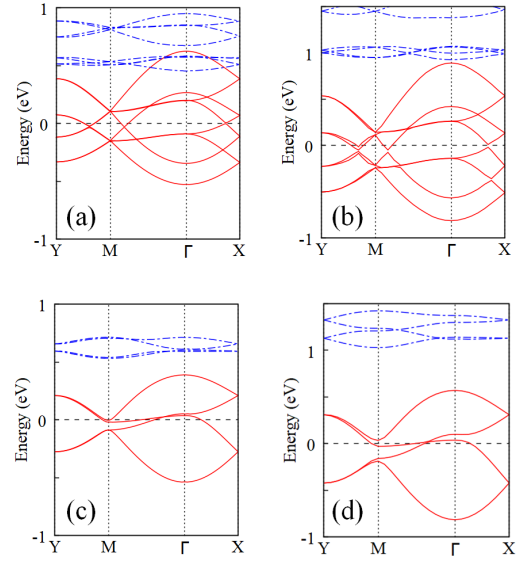 1
Energy (eV)
0
(a)
-1
Y M Γ X
1
Energy (eV)
0
(b)
-1
Y M Γ X
1
Energy (eV)
0
(c)
-1
Y M Γ X
1
Energy (eV)
0
(d)
-1
Y M Γ X